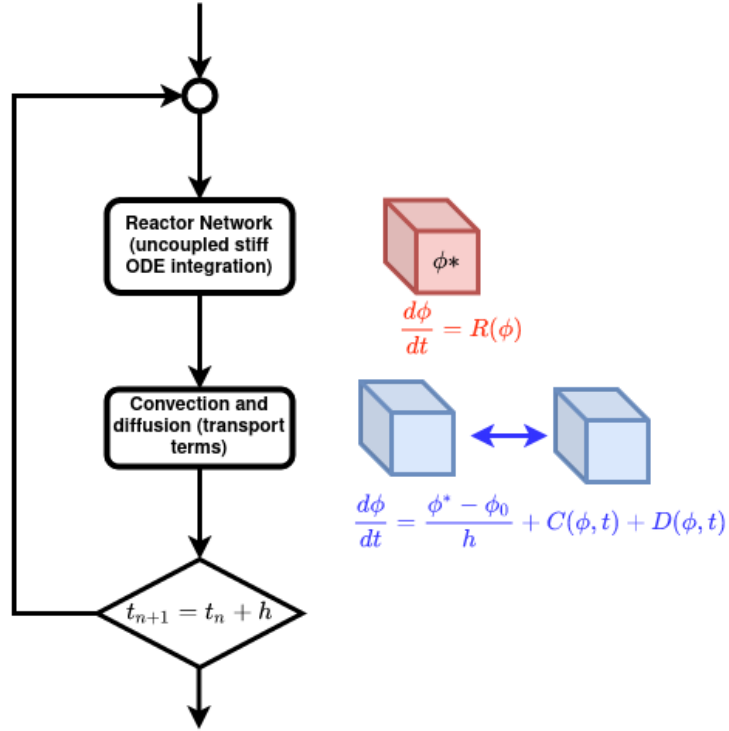 Reactor Network
(uncoupled stiff
ODE integration)
ϕ*
dϕ/dt = R(ϕ)
Convection and
diffusion (transport
terms)
dϕ/dt = (ϕ* − ϕ₀)/h + C(ϕ, t) + D(ϕ, t)
tₙ₊₁ = tₙ + h